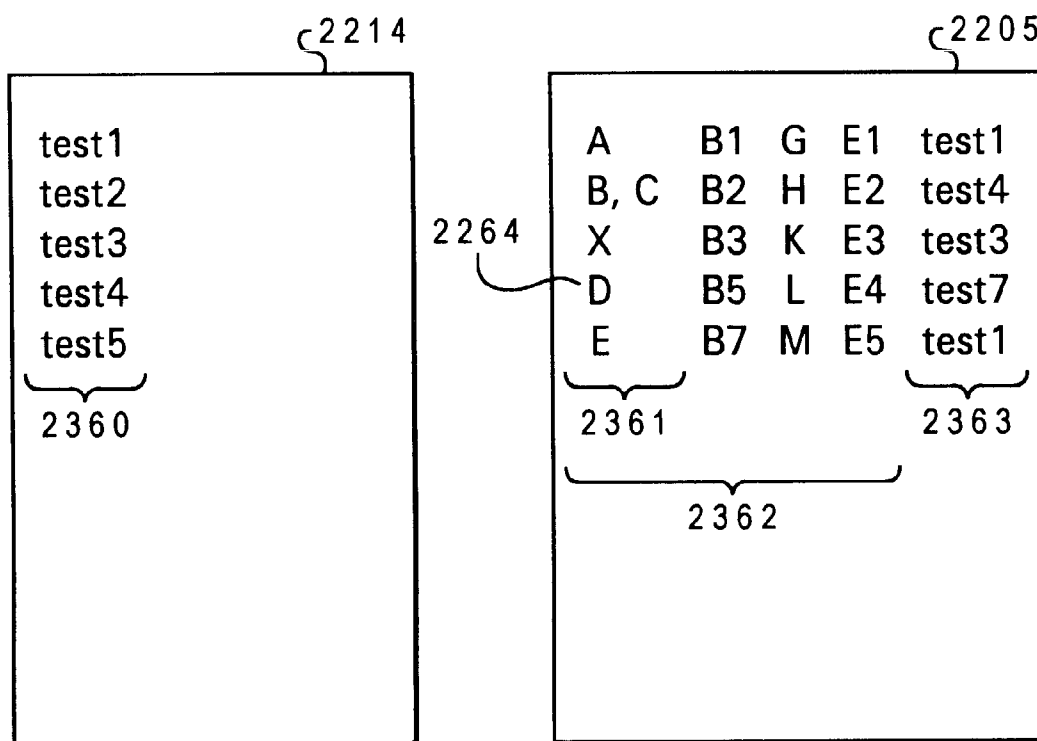 2214
test1
test2
test3
test4
test5
2360
2205
A B1 G E1 test1
B, C B2 H E2 test4
X B3 K E3 test3
D B5 L E4 test7
E B7 M E5 test1
2264
2361
2363
2362